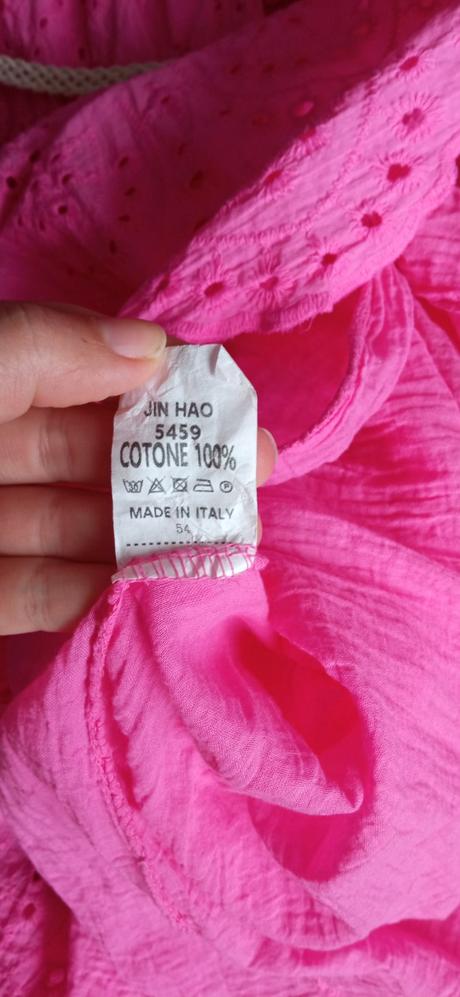 JIN HAO
5459
COTONE 100%
MADE IN ITALY
54